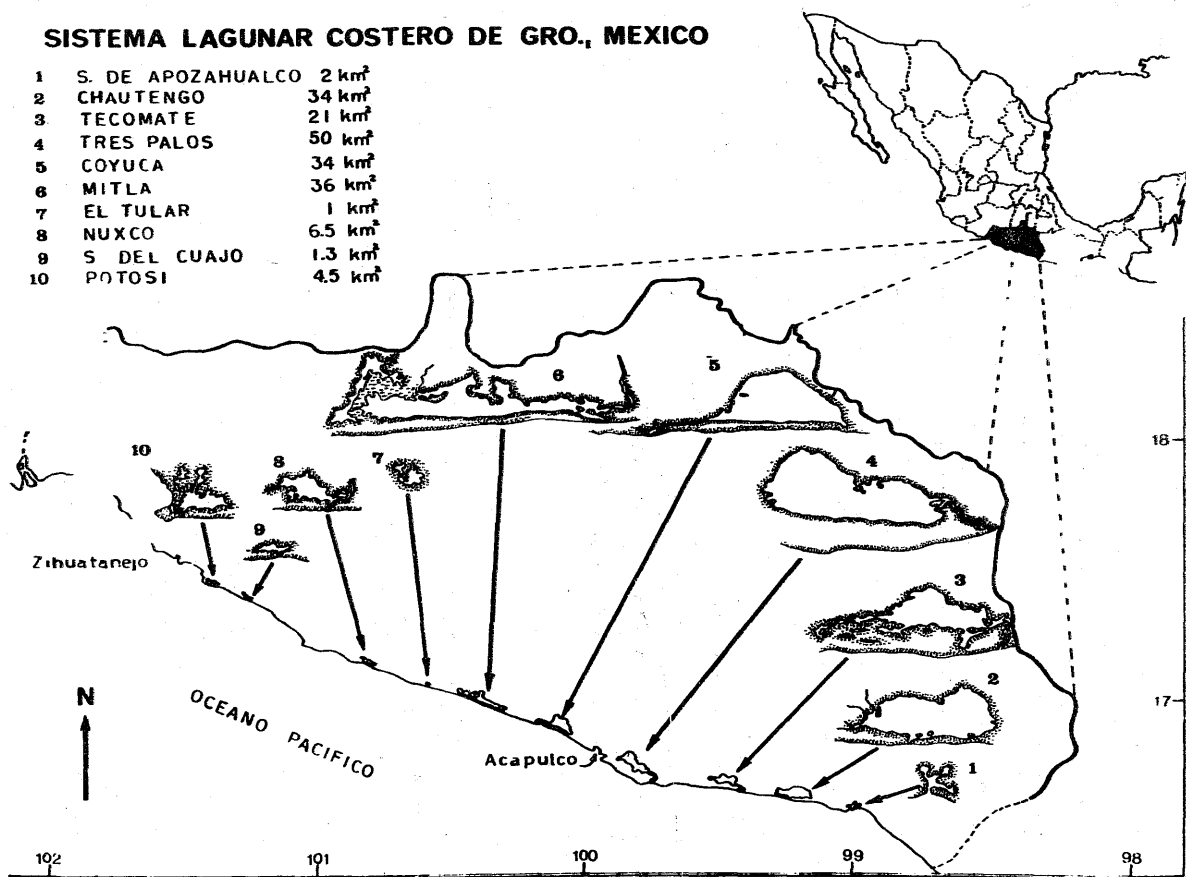 SISTEMA LAGUNAR COSTERO DE GRO., MEXICO
1 S. DE APOZAHUALCO 2 km²
2 CHAUTENGO 34 km²
3 TECOMATE 21 km²
4 TRES PALOS 50 km²
5 COYUCA 34 km²
6 MITLA 36 km²
7 EL TULAR 1 km²
8 NUXCO 6.5 km²
9 S DEL CUAJO 1.3 km²
10 POTOSI 4.5 km²
6
5
18
10
8
7
4
9
Zihuatanejo
3
2
N
17
OCEANO PACIFICO
Acapulco
1
102
101
100
99
98